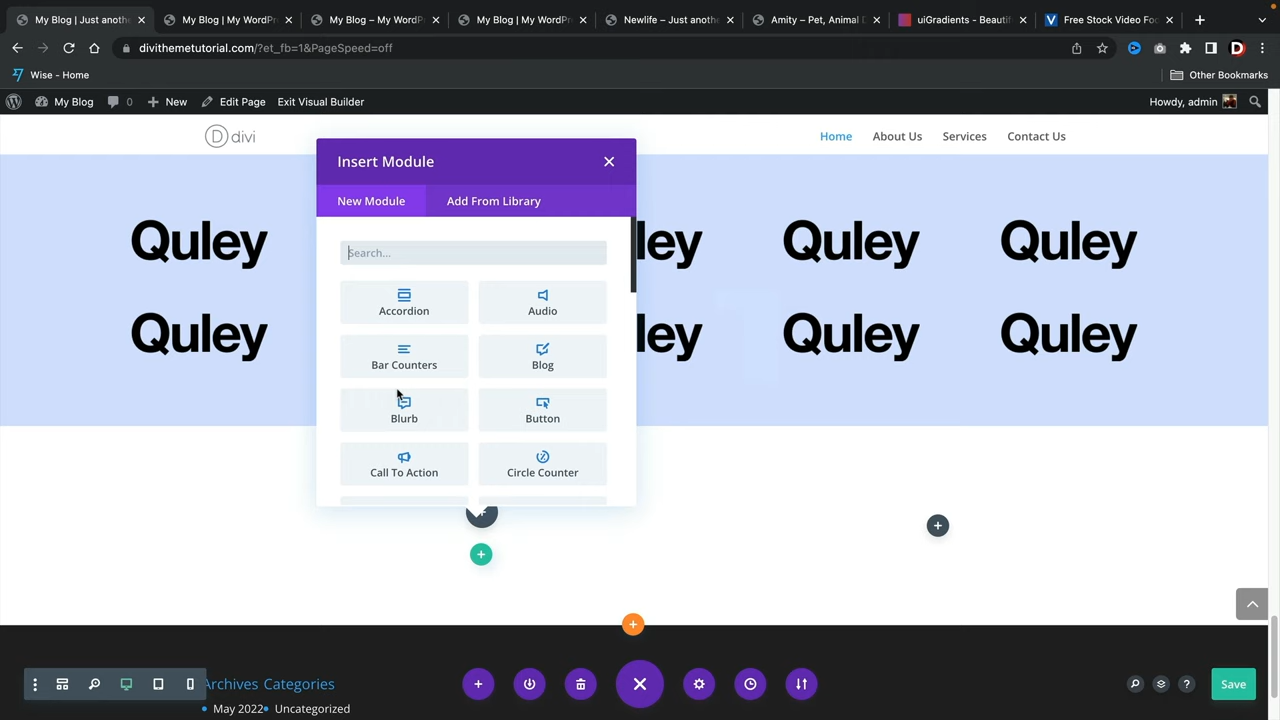 My Blog | Just anoth
My Blog | My WordPr
My Blog – My WordP
My Blog | My WordPr
Newlife – Just anoth
Amity – Pet, Animal D
uiGradients - Beautif
Free Stock Video Foo
divithemetutorial.com/?et_fb=1&PageSpeed=off
Wise - Home
Other Bookmarks
My Blog
0
New
Edit Page
Exit Visual Builder
Howdy, admin
divi
Home
About Us
Services
Contact Us
Insert Module
New Module
Add From Library
Search...
Accordion
Audio
Bar Counters
Blog
Blurb
Button
Call To Action
Circle Counter
Quley ley Quley Quley
Quley ley Quley Quley
Archives Categories
May 2022 Uncategorized
Save